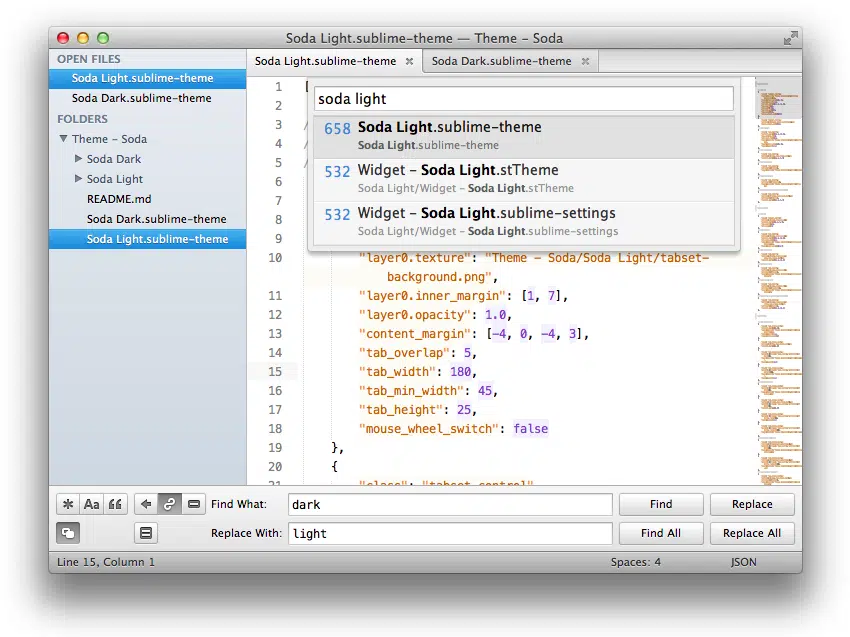 Soda Light.sublime-theme — Theme - Soda
OPEN FILES
Soda Light.sublime-theme
Soda Dark.sublime-theme
FOLDERS
Theme - Soda
Soda Dark
Soda Light
README.md
Soda Dark.sublime-theme
Soda Light.sublime-theme
Soda Light.sublime-theme ×
Soda Dark.sublime-theme ×
soda light
658 Soda Light.sublime-theme
Soda Light.sublime-theme
532 Widget - Soda Light.stTheme
Soda Light/Widget - Soda Light.stTheme
532 Widget - Soda Light.sublime-settings
Soda Light/Widget - Soda Light.sublime-settings
1 [
2
3 /
4 /
5 /
6
7
8
9
10 "layer0.texture": "Theme - Soda/Soda Light/tabset-
background.png",
11 "layer0.inner_margin": [1, 7],
12 "layer0.opacity": 1.0,
13 "content_margin": [-4, 0, -4, 3],
14 "tab_overlap": 5,
15 "tab_width": 180,
16 "tab_min_width": 45,
17 "tab_height": 25,
18 "mouse_wheel_switch": false
19 },
20 {
21 "class": "tabset_control"
Aa
Find What: dark Find Replace
Replace With: light Find All Replace All
Line 15, Column 1 Spaces: 4 JSON